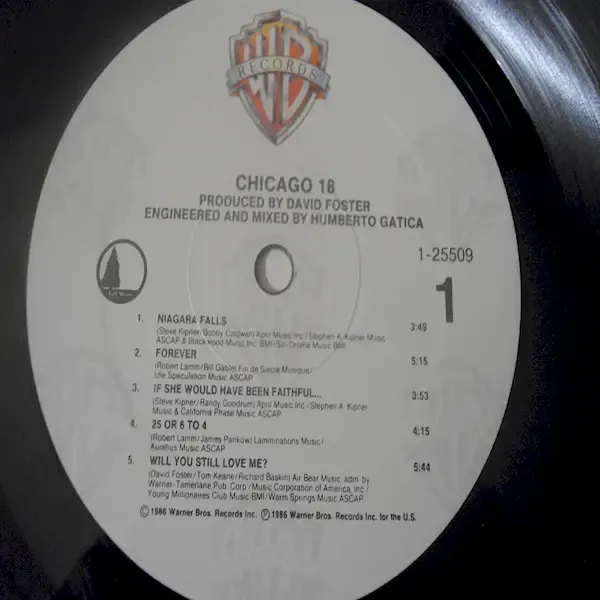 WB
RECORDS
CHICAGO 18
PRODUCED BY DAVID FOSTER
ENGINEERED AND MIXED BY HUMBERTO GATICA
1-25509
1
1. NIAGARA FALLS
(Steve Kipner/Bobby Caldwell) April Music Inc./Stephen A. Kipner Music 3:49
ASCAP & Blackwood Music Inc. BMI/Sin-Drome Music BMI
2. FOREVER
(Robert Lamm/Bill Gable) Fin de Siecle Musique/ 5:15
Idle Speculation Music ASCAP
3. IF SHE WOULD HAVE BEEN FAITHFUL... 3:53
(Steve Kipner/Randy Goodrum) April Music Inc./Stephen A. Kipner
Music & California Phase Music ASCAP
4. 25 OR 6 TO 4 4:15
(Robert Lamm/James Pankow) Lamminations Music/
Aurelius Music ASCAP
5. WILL YOU STILL LOVE ME? 5:44
(David Foster/Tom Keane/Richard Baskin) Air Bear Music adm. by
Warner-Tamerlane Pub. Corp./Music Corporation of America, Inc./
Young Millionaires Club Music BMI/Warm Springs Music ASCAP
©1986 Warner Bros. Records Inc. ℗1986 Warner Bros. Records Inc. for the U.S.